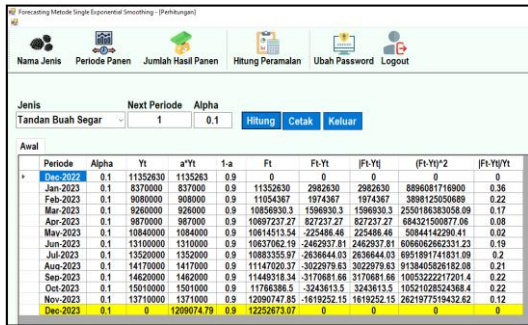 Forecasting Metode Single Exponential Smoothing - [Perhitungan]
Nama Jenis Periode Panen Jumlah Hasil Panen Hitung Peramalan Ubah Password Logout
Jenis Next Periode Alpha
Tandan Buah Segar 1 0.1 Hitung Cetak Keluar
Awal
Periode Alpha Yt a*Yt 1-a Ft Ft-Yt |Ft-Yt| (Ft-Yt)^2 |Ft-Yt|/Yt
Dec-2022 0.1 11352630 1135263 0.9 0 0 0 0 0
Jan-2023 0.1 8370000 837000 0.9 11352630 2982630 2982630 8896081716900 0.36
Feb-2023 0.1 9080000 908000 0.9 11054367 1974367 1974367 3898125050689 0.22
Mar-2023 0.1 9260000 926000 0.9 10856930.3 1596930.3 1596930.3 2550186383058.09 0.17
Apr-2023 0.1 9870000 987000 0.9 10697237.27 827237.27 827237.27 684321500877.06 0.08
May-2023 0.1 10840000 1084000 0.9 10614513.54 -225486.46 225486.46 50844142290.41 0.02
Jun-2023 0.1 13100000 1310000 0.9 10637062.19 -2462937.81 2462937.81 6066062662331.23 0.19
Jul-2023 0.1 13520000 1352000 0.9 10883355.97 -2636644.03 2636644.03 6951891741831.09 0.2
Aug-2023 0.1 14170000 1417000 0.9 11147020.37 -3022979.63 3022979.63 9138405826182.08 0.21
Sep-2023 0.1 14620000 1462000 0.9 11449318.34 -3170681.66 3170681.66 10053222217201.4 0.22
Oct-2023 0.1 15010000 1501000 0.9 11766386.5 -3243613.5 3243613.5 10521028524368.4 0.22
Nov-2023 0.1 13710000 1371000 0.9 12090747.85 -1619252.15 1619252.15 2621977519432.62 0.12
Dec-2023 0.1 0 1209074.79 0.9 12252673.07 0 0 0 0